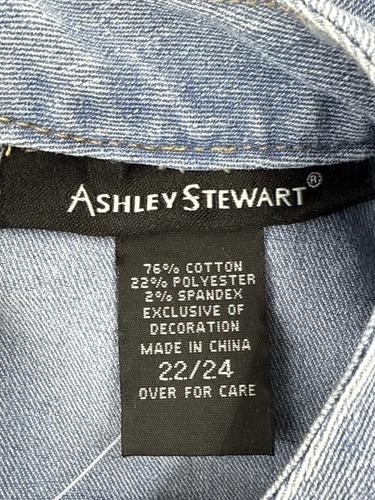 ASHLEY STEWART®
76% COTTON
22% POLYESTER
2% SPANDEX
EXCLUSIVE OF
DECORATION
MADE IN CHINA
22/24
OVER FOR CARE